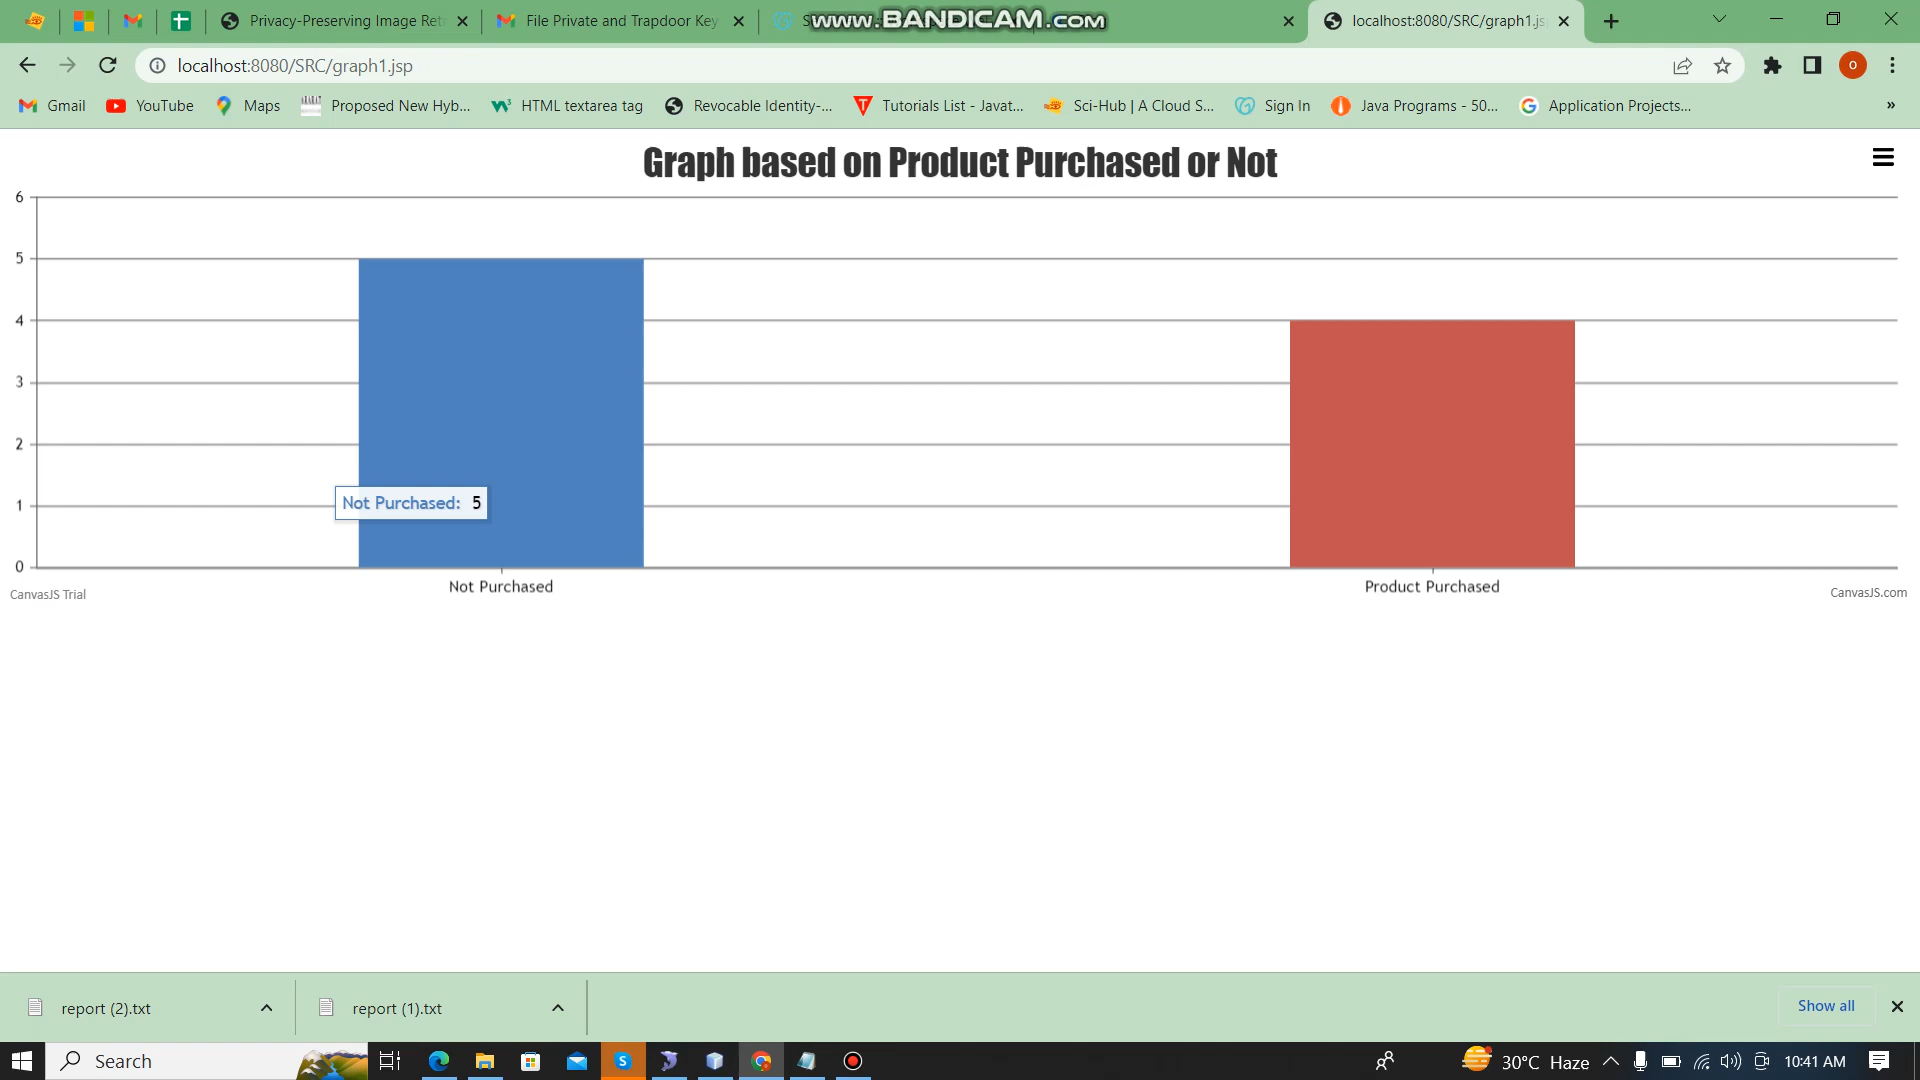 Privacy-Preserving Image Ret
File Private and Trapdoor Key
S
www.BANDICAM.com
localhost:8080/SRC/graph1.js
localhost:8080/SRC/graph1.jsp
O
Gmail
YouTube
Maps
Proposed New Hyb...
HTML textarea tag
Revocable Identity-...
Tutorials List - Javat...
Sci-Hub | A Cloud S...
Sign In
Java Programs - 50...
Application Projects...
»
Graph based on Product Purchased or Not
6
5
4
3
2
1
0
Not Purchased: 5
Not Purchased
Product Purchased
CanvasJS Trial
CanvasJS.com
report (2).txt
report (1).txt
Show all
Search
30°C Haze
10:41 AM